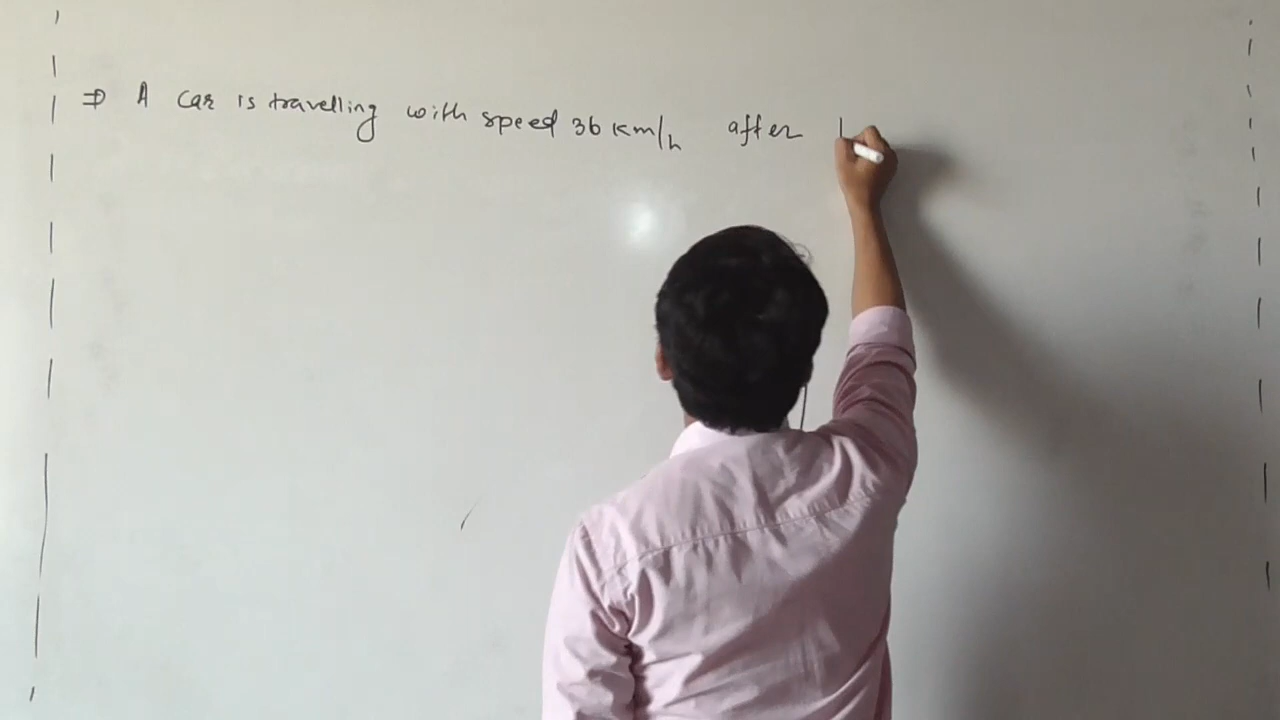 ⇒ A car is travelling with speed 36 km/h after